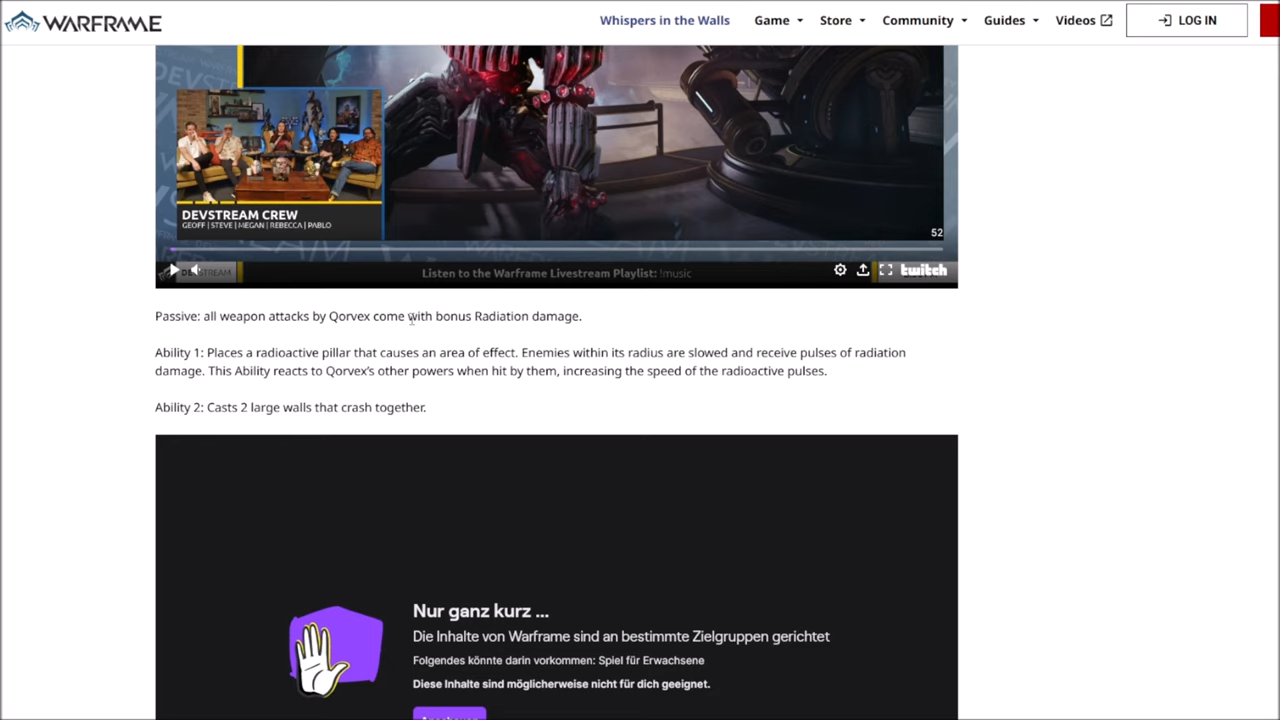 WARFRAME
Whispers in the Walls
Game
Store
Community
Guides
Videos
LOG IN
DEVSTREAM CREW
GEOFF | STEVE | MEGAN | REBECCA | PABLO
52
Listen to the Warframe Livestream Playlist: !music
twitch
Passive: all weapon attacks by Qorvex come with bonus Radiation damage.
Ability 1: Places a radioactive pillar that causes an area of effect. Enemies within its radius are slowed and receive pulses of radiation
damage. This Ability reacts to Qorvex's other powers when hit by them, increasing the speed of the radioactive pulses.
Ability 2: Casts 2 large walls that crash together.
Nur ganz kurz ...
Die Inhalte von Warframe sind an bestimmte Zielgruppen gerichtet
Folgendes könnte darin vorkommen: Spiel für Erwachsene
Diese Inhalte sind möglicherweise nicht für dich geeignet.